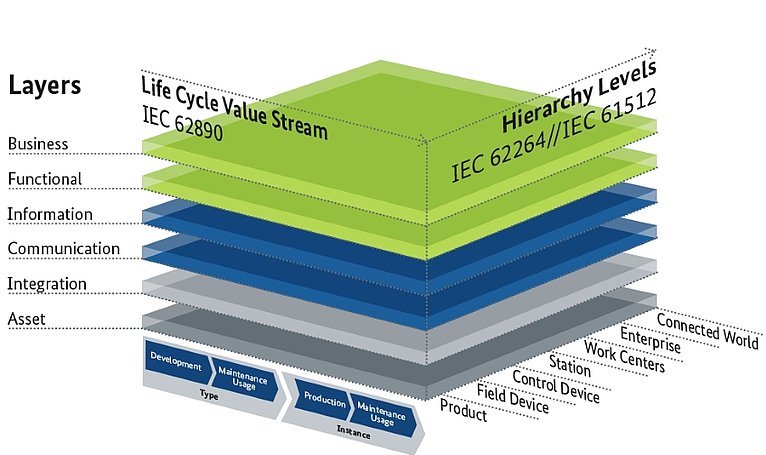 Layers
Life Cycle Value Stream
IEC 62890
Hierarchy Levels
IEC 62264//IEC 61512
Business
Functional
Information
Communication
Integration
Asset
Development
Maintenance
Usage
Type
Production
Maintenance
Usage
Instance
Product
Field Device
Control Device
Station
Work Centers
Enterprise
Connected World